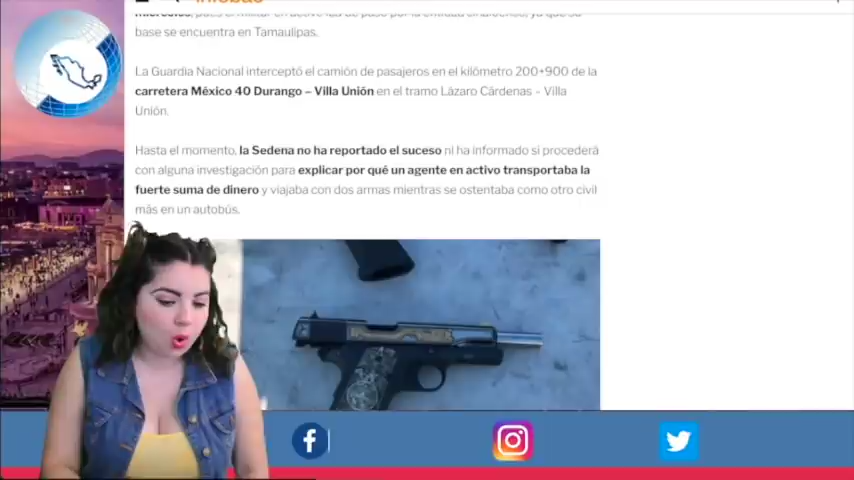 infobae
base se encuentra en Tamaulipas.
La Guardia Nacional interceptó el camión de pasajeros en el kilómetro 200+900 de la
carretera México 40 Durango – Villa Unión en el tramo Lázaro Cárdenas – Villa
Unión.
Hasta el momento, la Sedena no ha reportado el suceso ni ha informado si procederá
con alguna investigación para explicar por qué un agente en activo transportaba la
fuerte suma de dinero y viajaba con dos armas mientras se ostentaba como otro civil
más en un autobús.